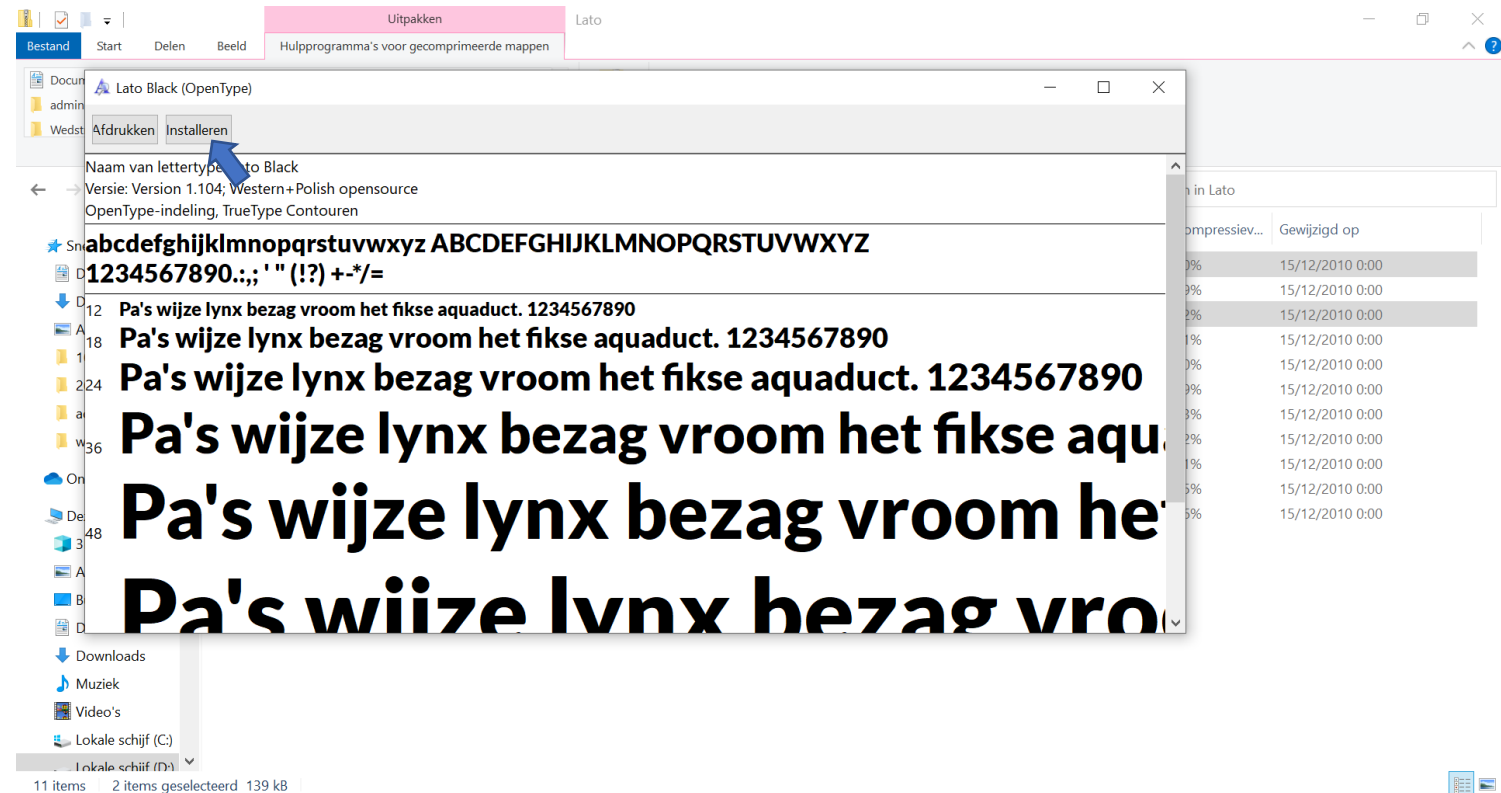 Uitpakken
Lato
Bestand Start Delen Beeld Hulpprogramma's voor gecomprimeerde mappen
Lato Black (OpenType)
Afdrukken Installeren
Naam van lettertype Black
Versie: Version 1.104; Western+Polish opensource
OpenType-indeling, TrueType Contouren
in Lato
Gewijzigd op
abcdefghijklmnopqrstuvwxyz ABCDEFGHIJKLMNOPQRSTUVWXYZ
1234567890.:,; ' " (!?) +-*/=
15/12/2010 0:00
15/12/2010 0:00
15/12/2010 0:00
15/12/2010 0:00
15/12/2010 0:00
15/12/2010 0:00
15/12/2010 0:00
15/12/2010 0:00
15/12/2010 0:00
15/12/2010 0:00
15/12/2010 0:00
12 Pa's wijze lynx bezag vroom het fikse aquaduct. 1234567890
18 Pa's wijze lynx bezag vroom het fikse aquaduct. 1234567890
24 Pa's wijze lynx bezag vroom het fikse aquaduct. 1234567890
36 Pa's wijze lynx bezag vroom het fikse aqu
48 Pa's wijze lynx bezag vroom he
Pa's wijze lynx bezag vro
Downloads
Muziek
Video's
Lokale schijf (C:)
Lokale schijf (D:)
11 items 2 items geselecteerd 139 kB